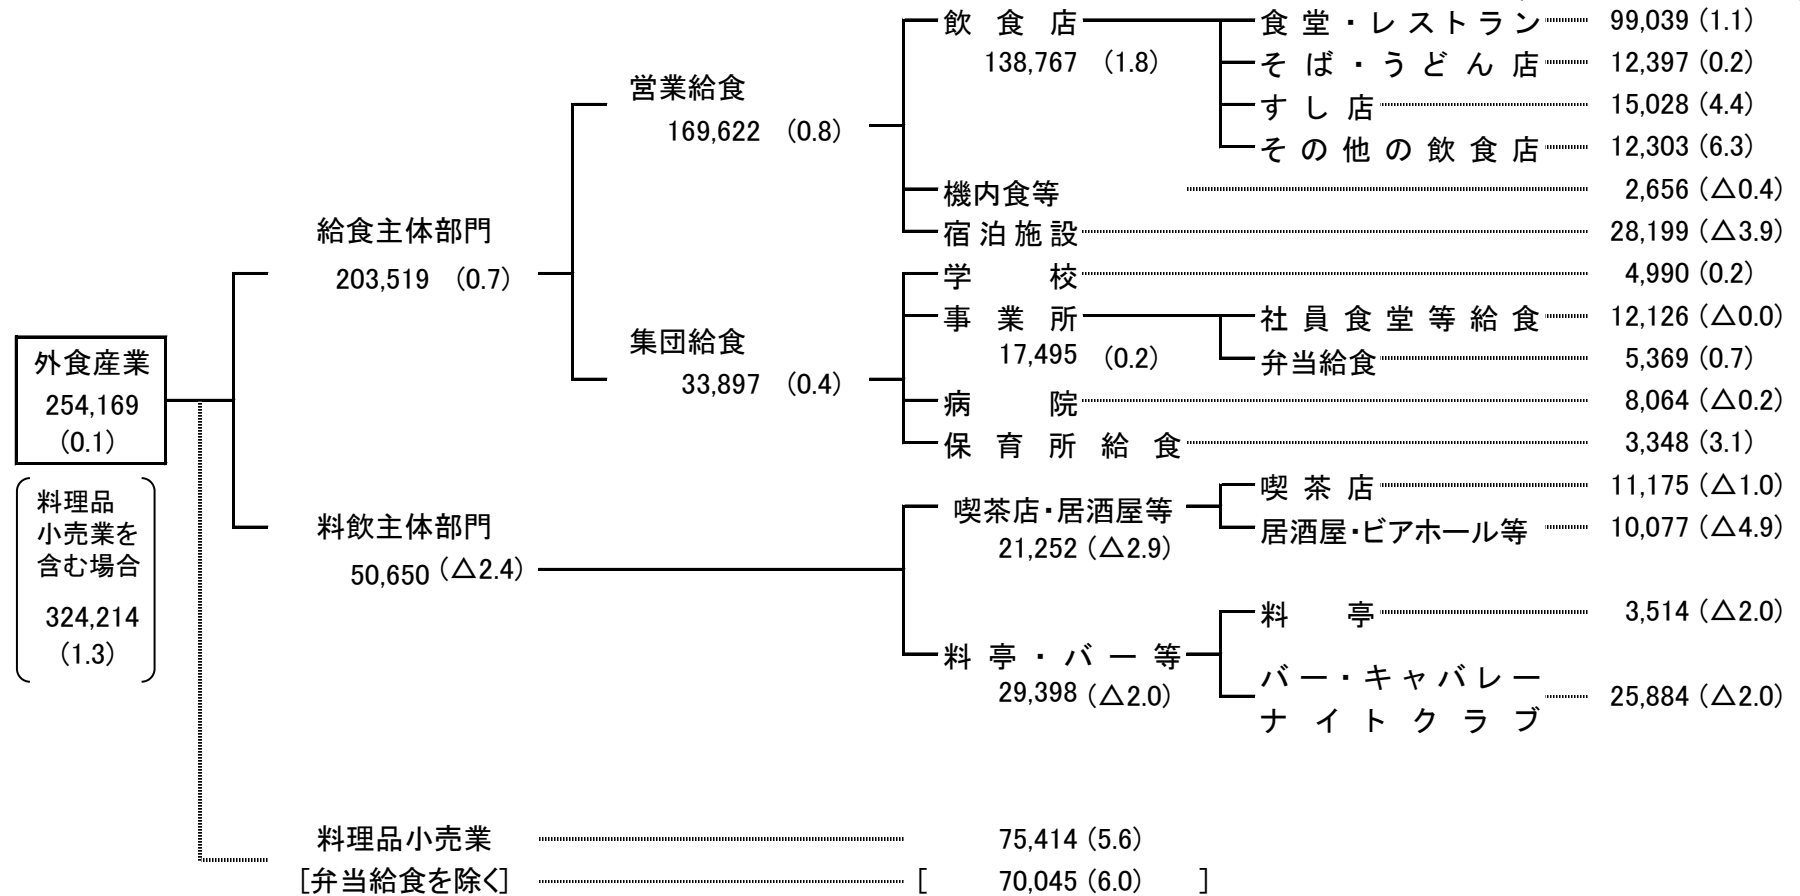 飲食店
138,767 (1.8)
食堂・レストラン 99,039 (1.1)
そば・うどん店 12,397 (0.2)
すし店 15,028 (4.4)
その他の飲食店 12,303 (6.3)
営業給食
169,622 (0.8)
機内食等 2,656 (△0.4)
宿泊施設 28,199 (△3.9)
給食主体部門
203,519 (0.7)
学校 4,990 (0.2)
事業所
17,495 (0.2)
社員食堂等給食 12,126 (△0.0)
弁当給食 5,369 (0.7)
集団給食
33,897 (0.4)
病院 8,064 (△0.2)
保育所給食 3,348 (3.1)
外食産業
254,169
(0.1)
料理品
小売業を
含む場合
324,214
(1.3)
料飲主体部門
50,650 (△2.4)
喫茶店・居酒屋等
21,252 (△2.9)
喫茶店 11,175 (△1.0)
居酒屋・ビアホール等 10,077 (△4.9)
料亭・バー等
29,398 (△2.0)
料亭 3,514 (△2.0)
バー・キャバレー
ナイトクラブ
25,884 (△2.0)
料理品小売業 75,414 (5.6)
[弁当給食を除く] [ 70,045 (6.0) ]